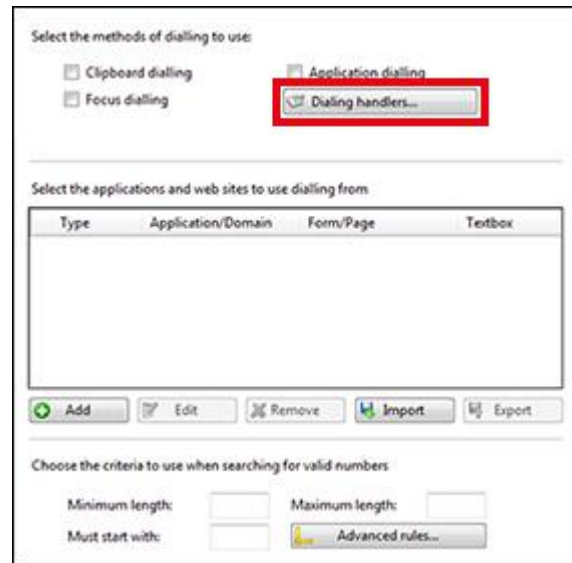 Select the methods of dialling to use:
Clipboard dialling Application dialling
Focus dialling Dialing handlers...
Select the applications and web sites to use dialling from
Type Application/Domain Form/Page Textbox
Add Edit Remove Import Export
Choose the criteria to use when searching for valid numbers
Minimum length: Maximum length:
Must start with: Advanced rules...